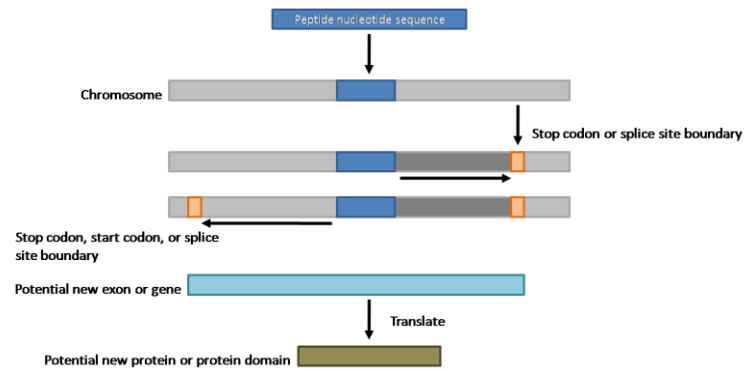 Peptide nucleotide sequence
Chromosome
Stop codon or splice site boundary
Stop codon, start codon, or splice
site boundary
Potential new exon or gene
Translate
Potential new protein or protein domain